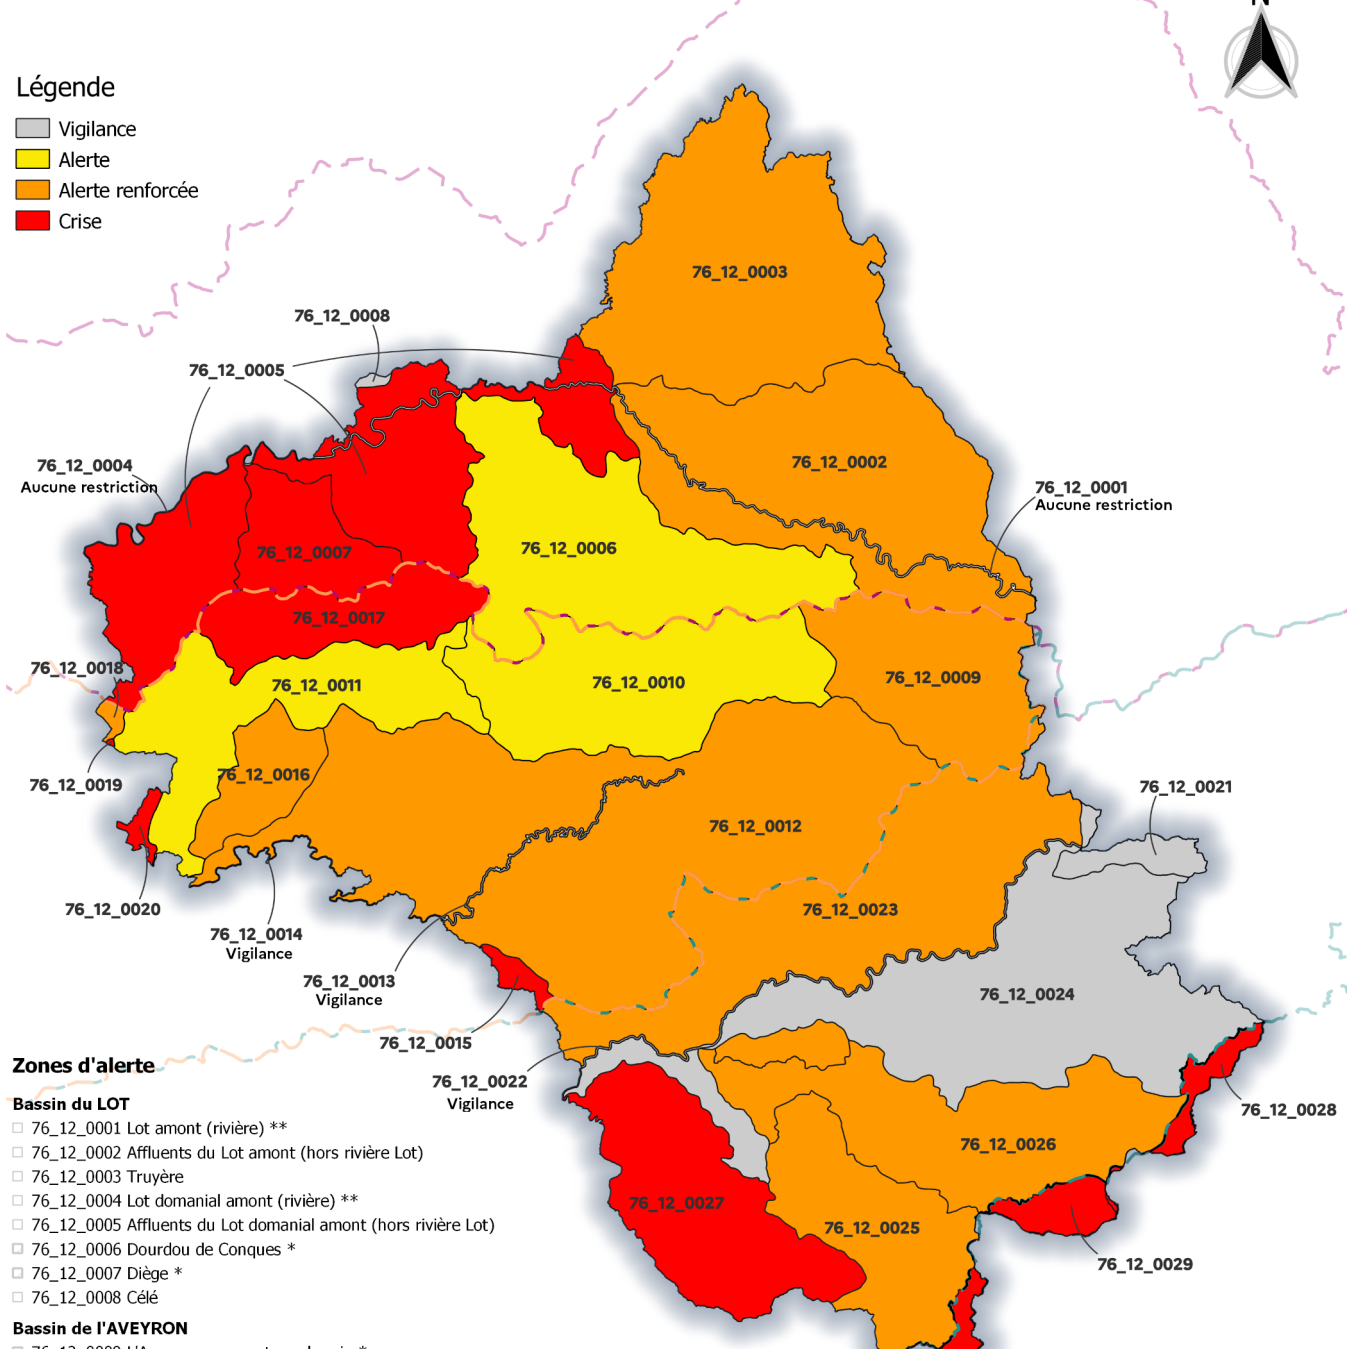 Légende
Vigilance
Alerte
Alerte renforcée
Crise
76_12_0003
76_12_0008
76_12_0005
76_12_0004
Aucune restriction
76_12_0002
76_12_0001
Aucune restriction
76_12_0007
76_12_0006
76_12_0017
76_12_0018
76_12_0011
76_12_0010
76_12_0009
76_12_0019
76_12_0016
76_12_0021
76_12_0012
76_12_0020
76_12_0023
76_12_0014
Vigilance
76_12_0013
Vigilance
76_12_0024
76_12_0015
76_12_0022
Vigilance
76_12_0028
76_12_0026
76_12_0027
76_12_0025
76_12_0029
Zones d'alerte
Bassin du LOT
76_12_0001 Lot amont (rivière) **
76_12_0002 Affluents du Lot amont (hors rivière Lot)
76_12_0003 Truyère
76_12_0004 Lot domanial amont (rivière) **
76_12_0005 Affluents du Lot domanial amont (hors rivière Lot)
76_12_0006 Dourdou de Conques *
76_12_0007 Diège *
76_12_0008 Célé
Bassin de l'AVEYRON